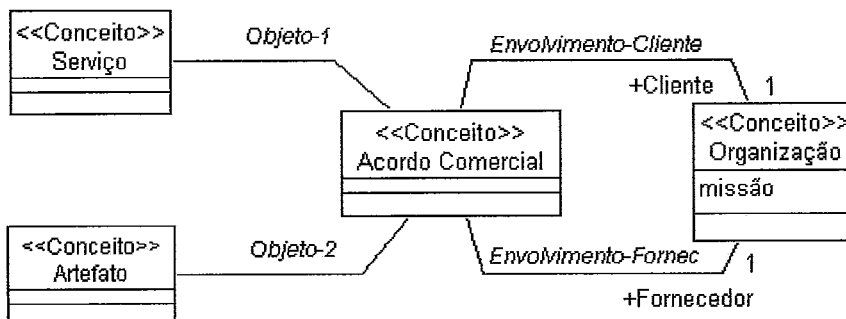 <<Conceito>>
Serviço
Objeto-1
Envolvimento-Cliente
+Cliente
1
<<Conceito>>
Acordo Comercial
<<Conceito>>
Organização
missão
<<Conceito>>
Artefato
Objeto-2
Envolvimento-Fornec
1
+Fornecedor